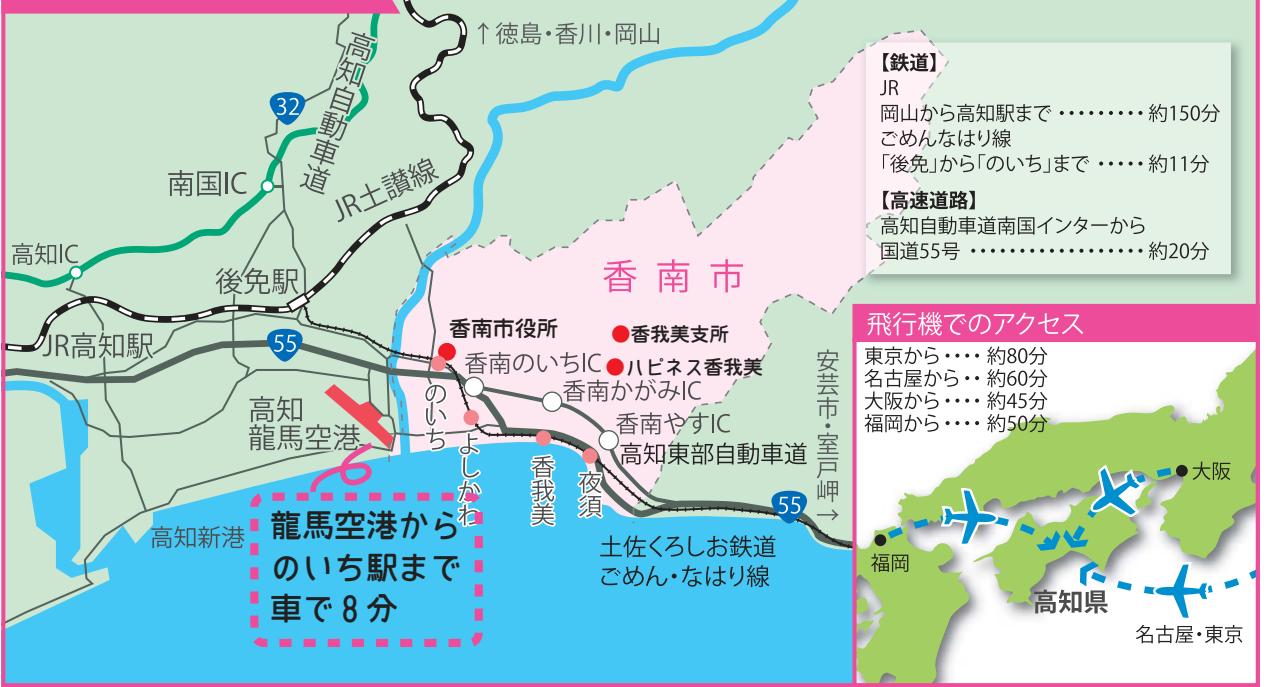 ↑徳島・香川・岡山
高知自動車道
32
南国IC
JR土讃線
高知IC
後免駅
JR高知駅
55
香南市
香南市役所
香我美支所
香南のいちIC
ハピネス香我美
香南かがみIC
香南やすIC
高知東部自動車道
安芸市・室戸岬→
高知
龍馬空港
のいち
よしかわ
香我美
夜須
55
高知新港
龍馬空港から
のいち駅まで
車で8分
土佐くろしお鉄道
ごめん・なはり線
【鉄道】
JR
岡山から高知駅まで ・・・・・・・・・ 約150分
ごめんなはり線
「後免」から「のいち」まで ・・・・・ 約11分
【高速道路】
高知自動車道南国インターから
国道55号 ・・・・・・・・・・・・・・・・・・ 約20分
飛行機でのアクセス
東京から・・・・ 約80分
名古屋から・・ 約60分
大阪から・・・・ 約45分
福岡から・・・・ 約50分
大阪
福岡
高知県
名古屋・東京